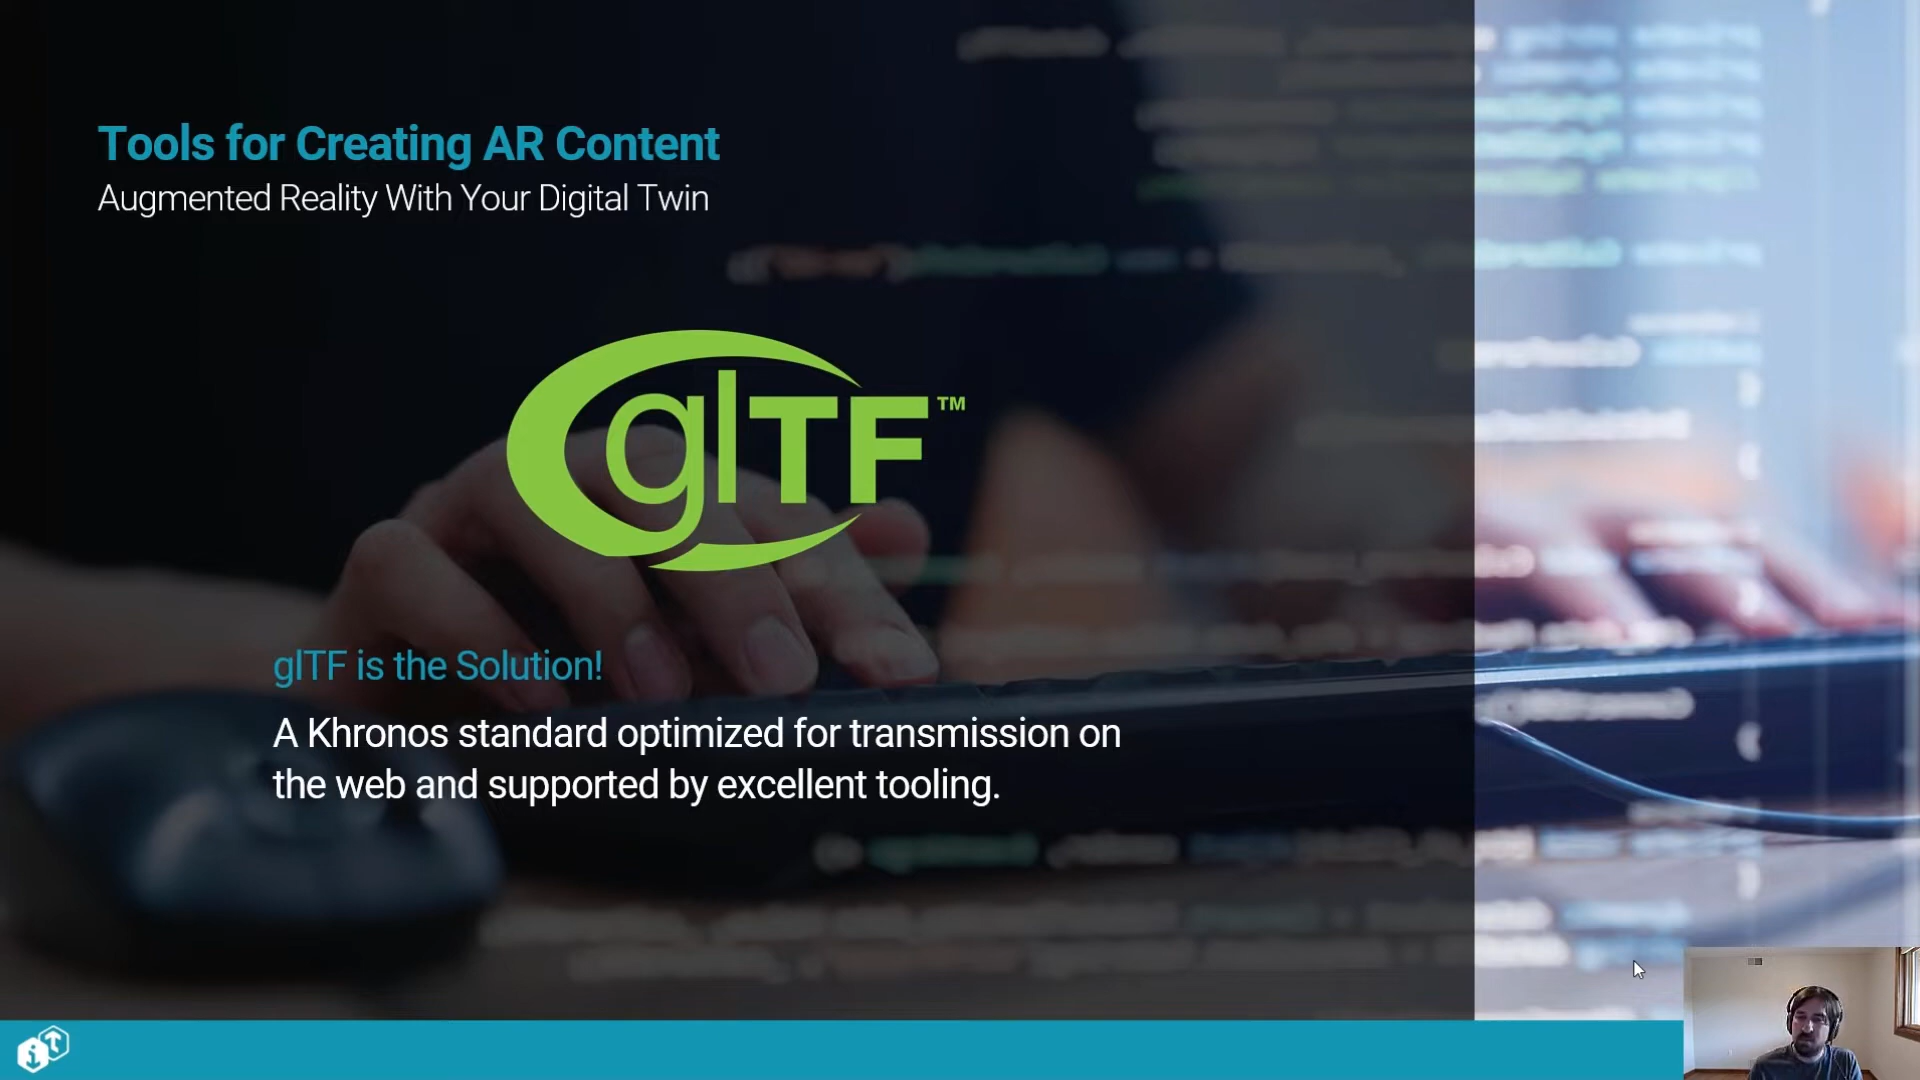 Tools for Creating AR Content
Augmented Reality With Your Digital Twin
glTF™
glTF is the Solution!
A Khronos standard optimized for transmission on
the web and supported by excellent tooling.